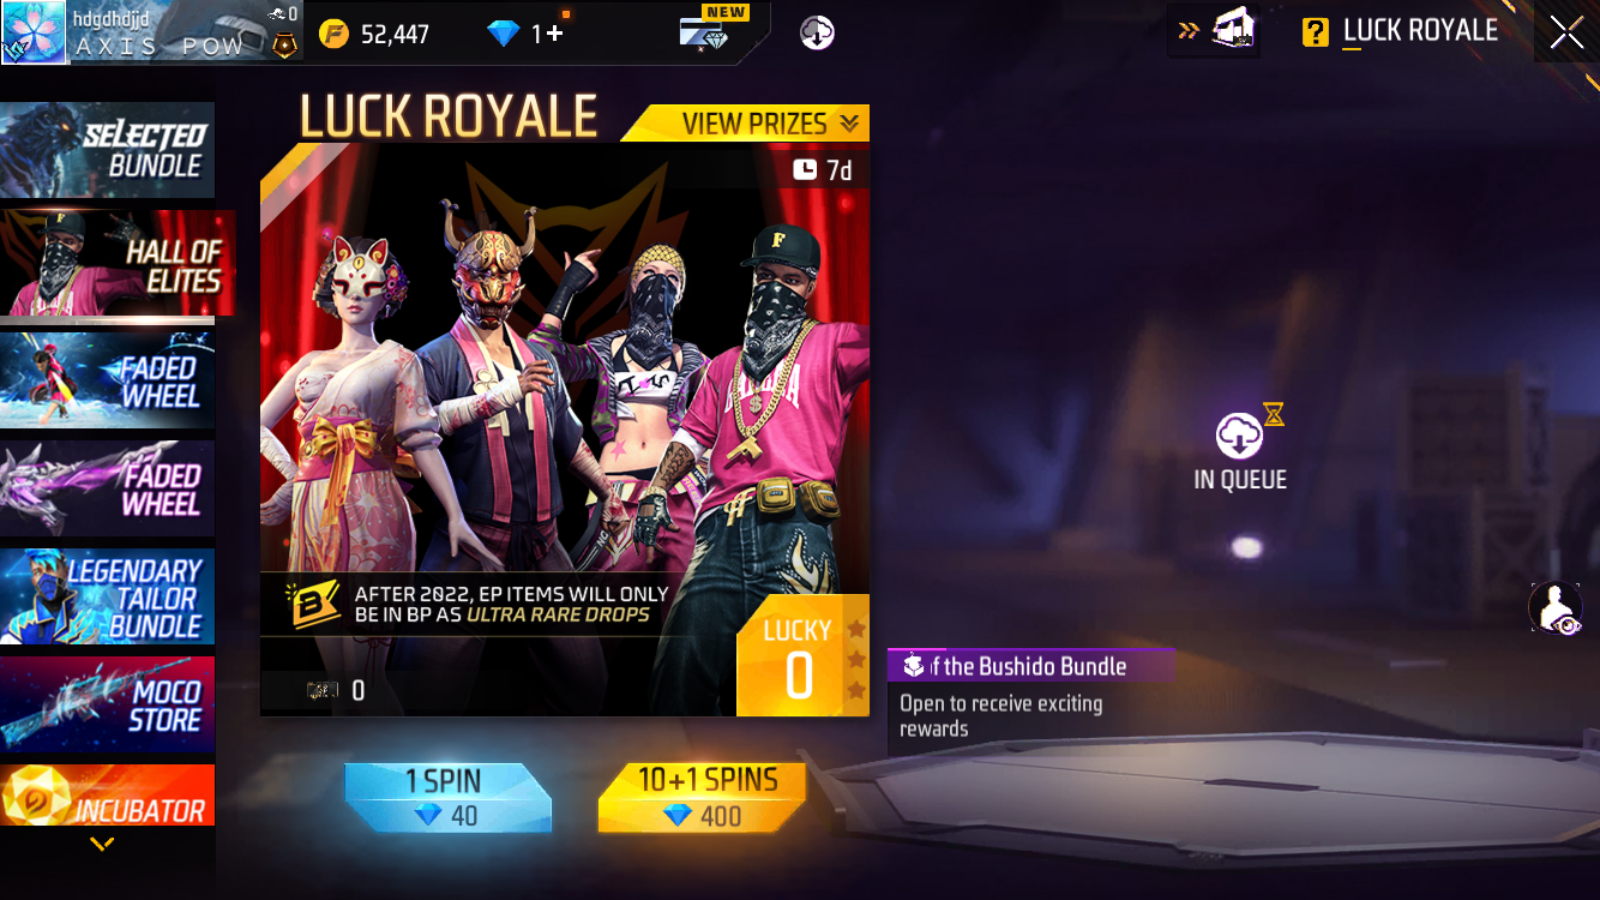 hdgdhdjjd
AXIS POW
0
52,447
1+
NEW
? LUCK ROYALE
LUCK ROYALE
VIEW PRIZES
7d
SELECTED
BUNDLE
HALL OF
ELITES
FADED
WHEEL
FADED
WHEEL
LEGENDARY
TAILOR
BUNDLE
MOCO
STORE
INCUBATOR
F
AFTER 2022, EP ITEMS WILL ONLY
BE IN BP AS ULTRA RARE DROPS
LUCKY
0
0
1 SPIN
40
10+1 SPINS
400
IN QUEUE
f the Bushido Bundle
Open to receive exciting
rewards